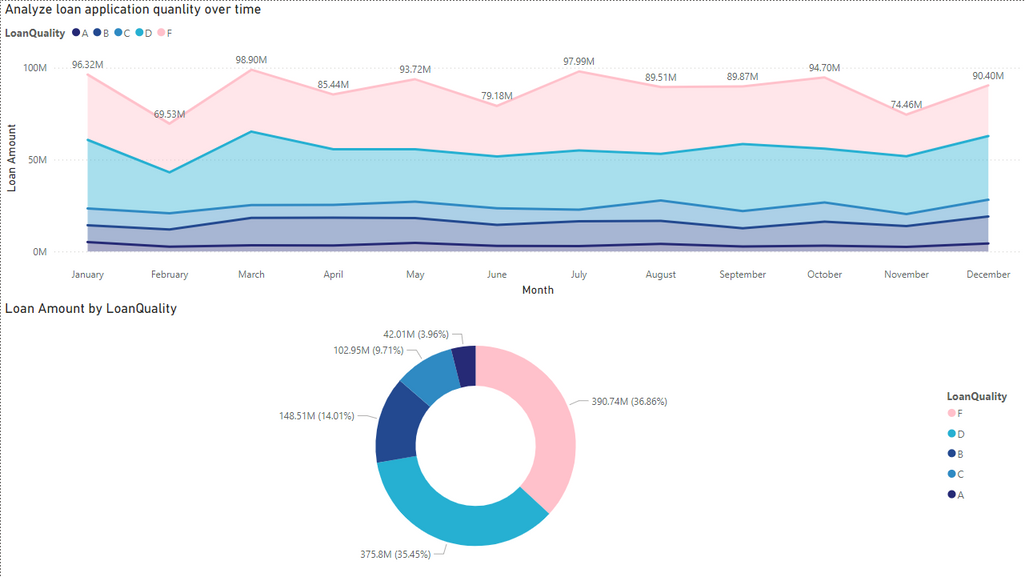 Analyze loan application quanlity over time
LoanQuality A B C D F
96.32M 69.53M 98.90M 85.44M 93.72M 79.18M 97.99M 89.51M 89.87M 94.70M 74.46M 90.40M
100M
50M
0M
Loan Amount
January February March April May June July August September October November December
Month
Loan Amount by LoanQuality
42.01M (3.96%)
102.95M (9.71%)
390.74M (36.86%)
148.51M (14.01%)
375.8M (35.45%)
LoanQuality
F
D
B
C
A